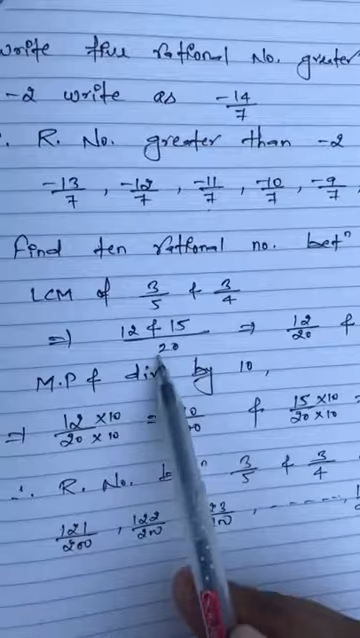 write five rational No. greater
-2 write as -14/7
∴ R. No. greater than -2
-13/7, -12/7, -11/7, -10/7, -9/7,
Find ten rational no. betⁿ
LCM of 3/5 & 3/4
⇒ 12 & 15/20 ⇒ 12/20 &
M.P & div by 10,
⇒ 12×10/20×10 = & 15×10/20×10 =
∴ R. No. 3/5 & 3/4
121/200, 122/200,